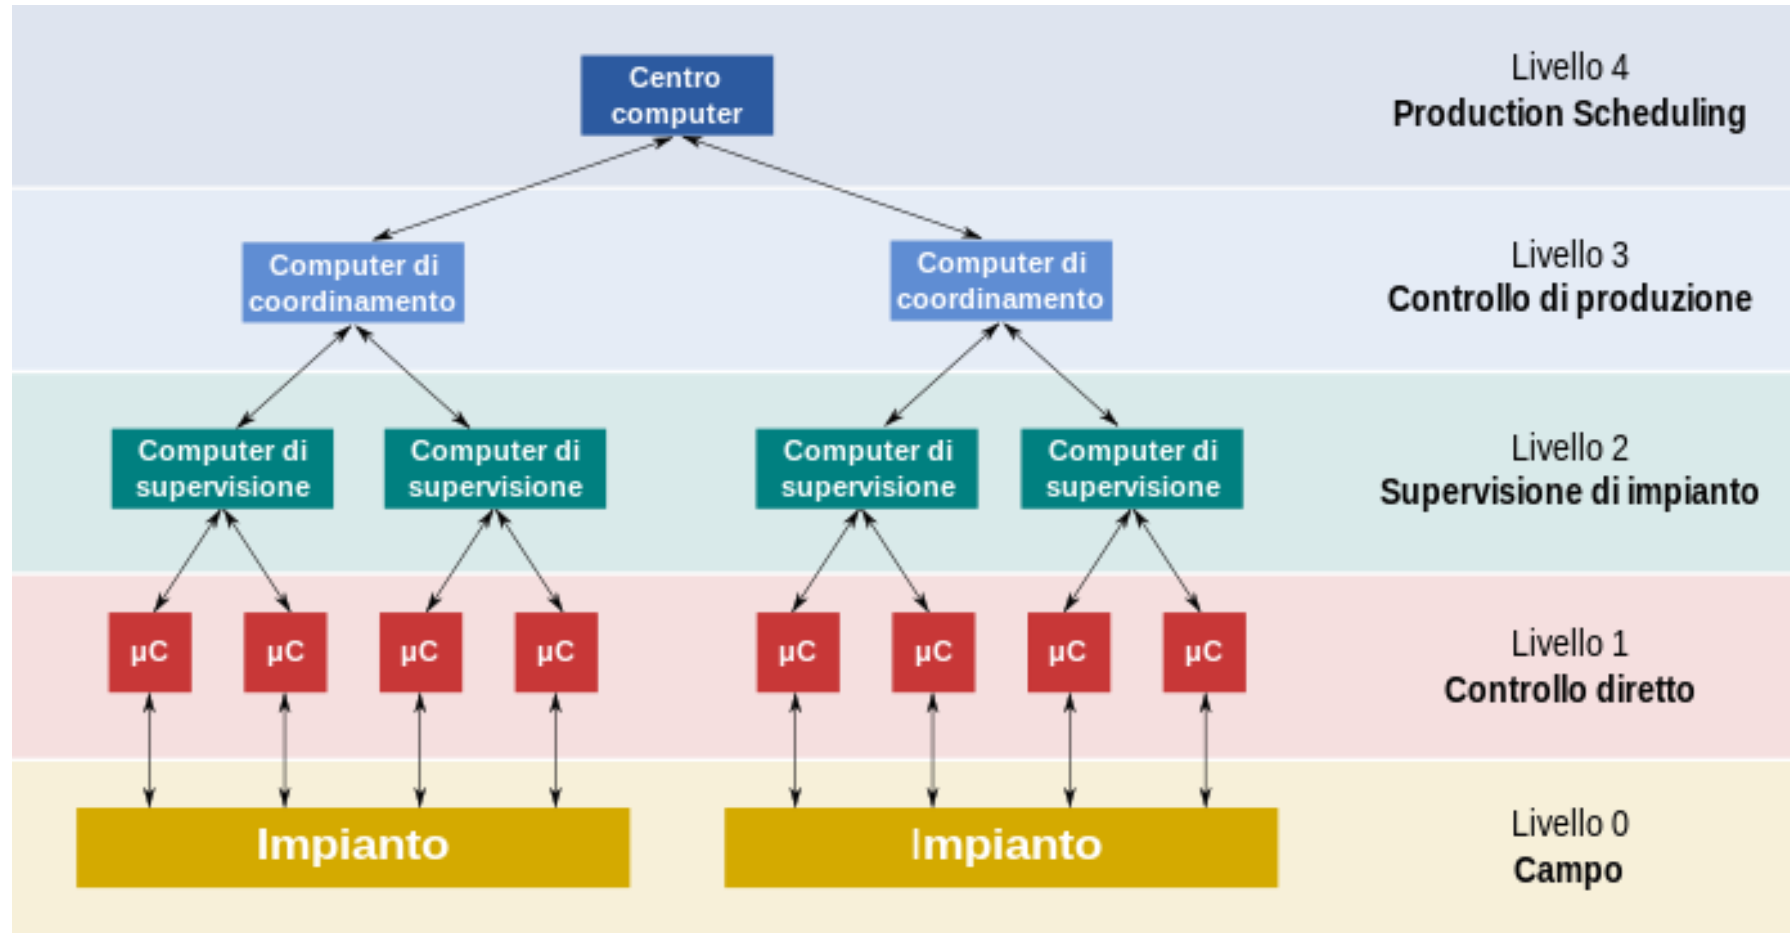 Centro
computer
Livello 4
Production Scheduling
Computer di
coordinamento
Computer di
coordinamento
Livello 3
Controllo di produzione
Computer di
supervisione
Computer di
supervisione
Computer di
supervisione
Computer di
supervisione
Livello 2
Supervisione di impianto
µC
µC
µC
µC
µC
µC
µC
µC
Livello 1
Controllo diretto
Impianto
Impianto
Livello 0
Campo